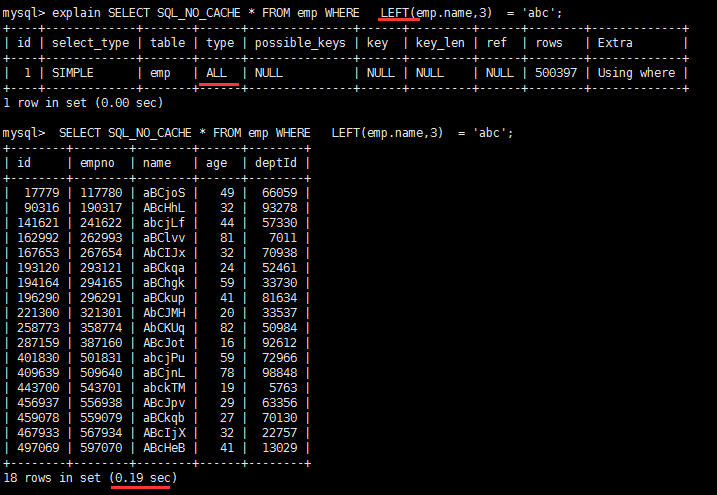 mysql> explain SELECT SQL_NO_CACHE * FROM emp WHERE   LEFT(emp.name,3)  = 'abc';
+----+-------------+-------+------+---------------+------+---------+------+--------+-------------+
| id | select_type | table | type | possible_keys | key  | key_len | ref  | rows   | Extra       |
+----+-------------+-------+------+---------------+------+---------+------+--------+-------------+
|  1 | SIMPLE      | emp   | ALL  | NULL          | NULL | NULL    | NULL | 500397 | Using where |
+----+-------------+-------+------+---------------+------+---------+------+--------+-------------+
1 row in set (0.00 sec)
mysql>  SELECT SQL_NO_CACHE * FROM emp WHERE   LEFT(emp.name,3)  = 'abc';
+--------+--------+--------+------+--------+
| id     | empno  | name   | age  | deptId |
+--------+--------+--------+------+--------+
|  17779 | 117780 | aBCjoS |   49 |  66059 |
|  90316 | 190317 | ABcHhL |   32 |  93278 |
| 141621 | 241622 | abcjLf |   44 |  57330 |
| 162992 | 262993 | aBClvv |   81 |   7011 |
| 167653 | 267654 | AbCIJx |   32 |  70938 |
| 193120 | 293121 | aBCkqa |   24 |  52461 |
| 194164 | 294165 | aBChgk |   59 |  33730 |
| 196290 | 296291 | aBCkup |   41 |  81634 |
| 221300 | 321301 | AbCJMH |   20 |  33537 |
| 258773 | 358774 | AbCKUq |   82 |  50984 |
| 287159 | 387160 | ABcJot |   16 |  92612 |
| 401830 | 501831 | abcjPu |   59 |  72966 |
| 409639 | 509640 | aBCjnL |   78 |  98848 |
| 443700 | 543701 | abckTM |   19 |   5763 |
| 456937 | 556938 | ABcJpv |   29 |  63356 |
| 459078 | 559079 | aBCkqb |   27 |  70130 |
| 467933 | 567934 | ABcIjX |   32 |  22757 |
| 497069 | 597070 | ABcHeB |   41 |  13029 |
+--------+--------+--------+------+--------+
18 rows in set (0.19 sec)